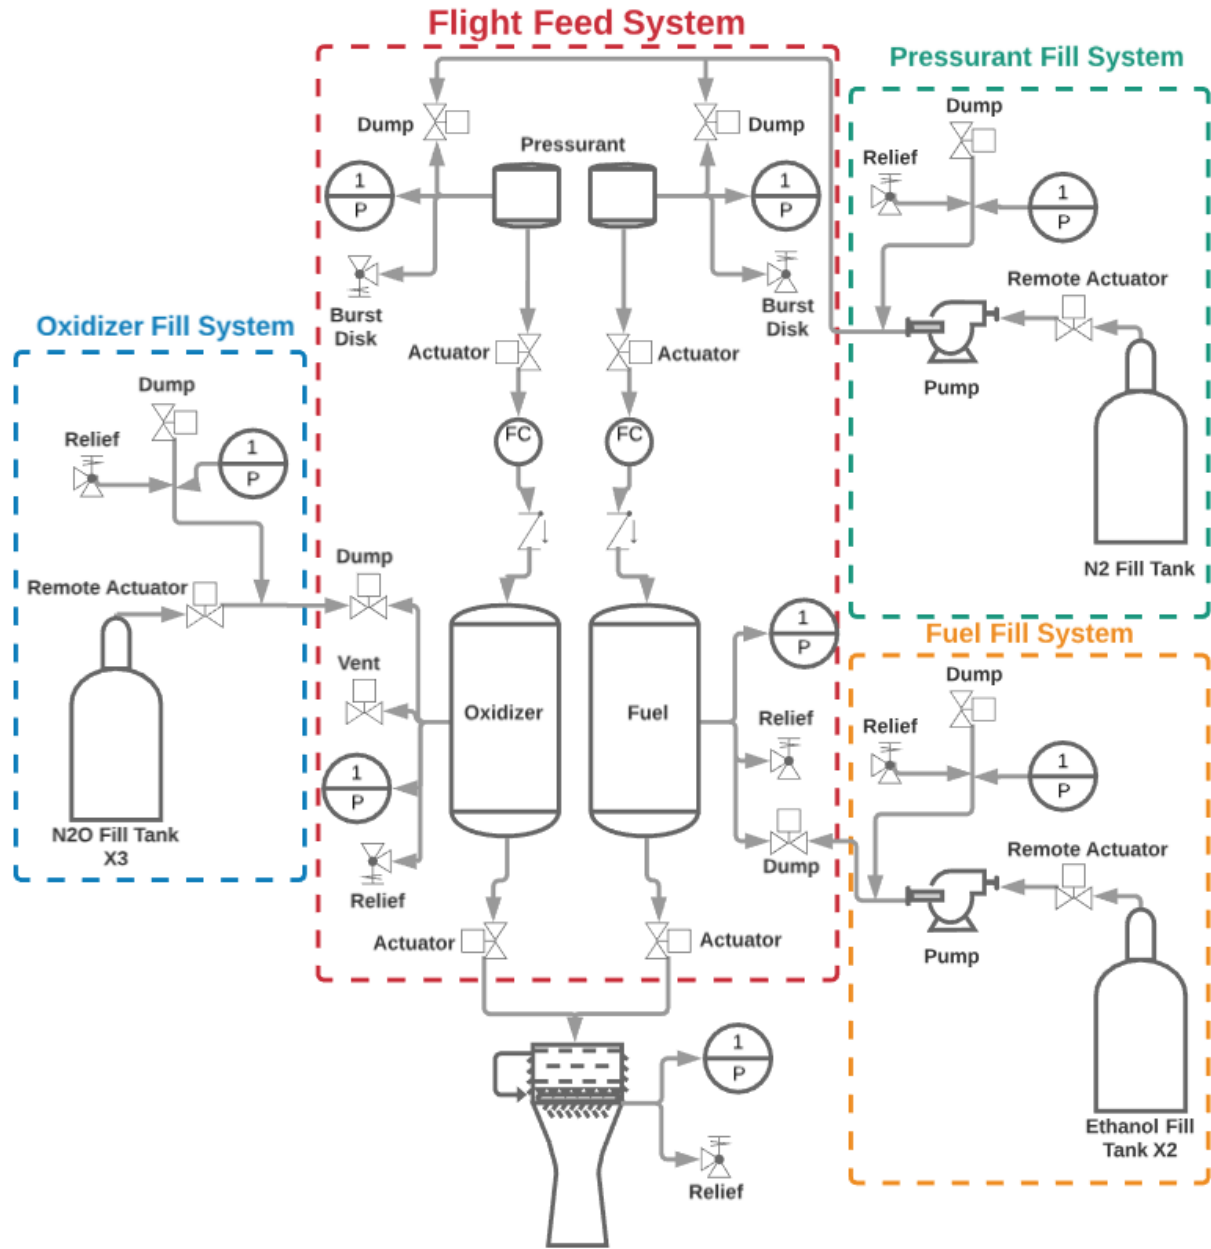 Flight Feed System
Pressurant Fill System
Dump
Dump
Dump
Pressurant
Relief
1
P
1
P
1
P
Remote Actuator
Burst
Disk
Burst
Disk
Oxidizer Fill System
Actuator
Actuator
Pump
Dump
Relief
1
P
FC
FC
N2 Fill Tank
Dump
Remote Actuator
1
P
Fuel Fill System
Vent
Dump
Oxidizer
Fuel
Relief
Relief
1
P
1
P
N2O Fill Tank
X3
Dump
Remote Actuator
Relief
Actuator
Actuator
Pump
1
P
Ethanol Fill
Tank X2
Relief